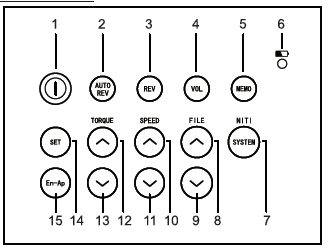 1 2 3 4 5 6
AUTO REV
REV
VOL
MEMO
TORQUE SPEED FILE NITI
SET
SYSTEM
En-Ap
15 14 13 12 11 10 9 8 7